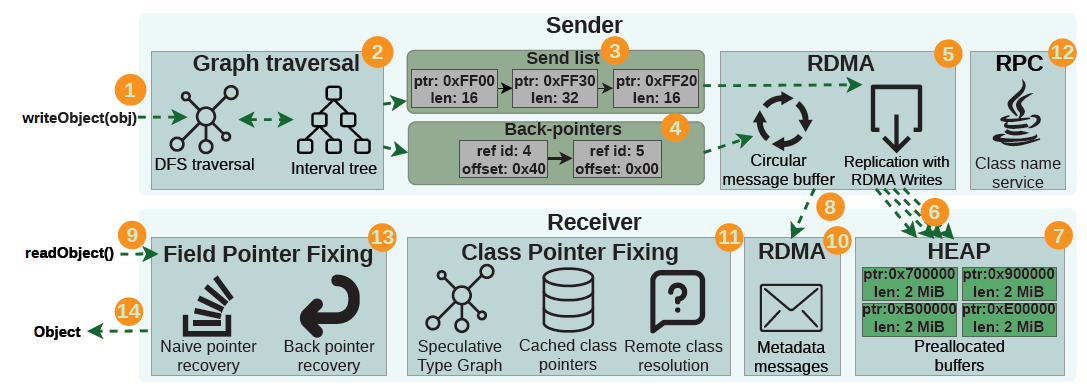 Sender
1
writeObject(obj)
2
Graph traversal
DFS traversal
Interval tree
3
Send list
ptr: 0xFF00
len: 16
ptr: 0xFF30
len: 32
ptr: 0xFF20
len: 16
4
Back-pointers
ref id: 4
offset: 0x40
ref id: 5
offset: 0x00
5
RDMA
Circular
message buffer
Replication with
RDMA Writes
12
RPC
Class name
service
8
6
Receiver
9
readObject()
14
Object
13
Field Pointer Fixing
Naive pointer
recovery
Back pointer
recovery
11
Class Pointer Fixing
Speculative
Type Graph
Cached class
pointers
Remote class
resolution
10
RDMA
Metadata
messages
7
HEAP
ptr:0x700000
len: 2 MiB
ptr:0x900000
len: 2 MiB
ptr:0xB00000
len: 2 MiB
ptr:0xE00000
len: 2 MiB
Preallocated
buffers